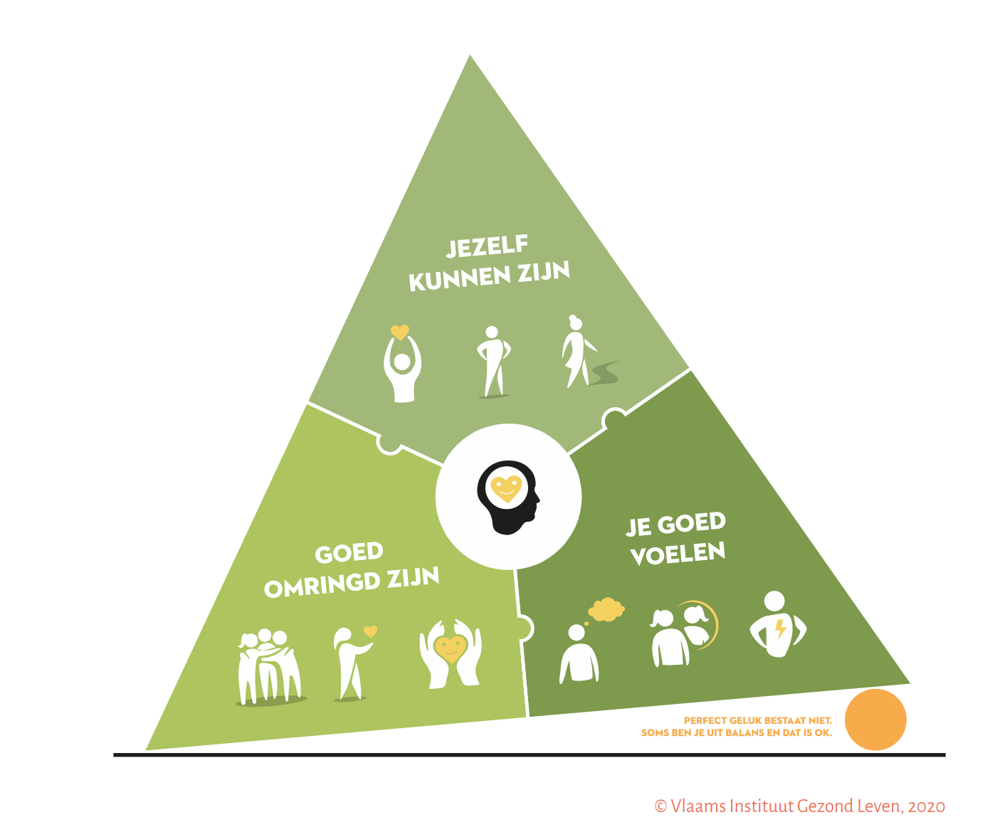 JEZELF
KUNNEN ZIJN
GOED
OMRINGD ZIJN
JE GOED
VOELEN
PERFECT GELUK BESTAAT NIET.
SOMS BEN JE UIT BALANS EN DAT IS OK.
© Vlaams Instituut Gezond Leven, 2020